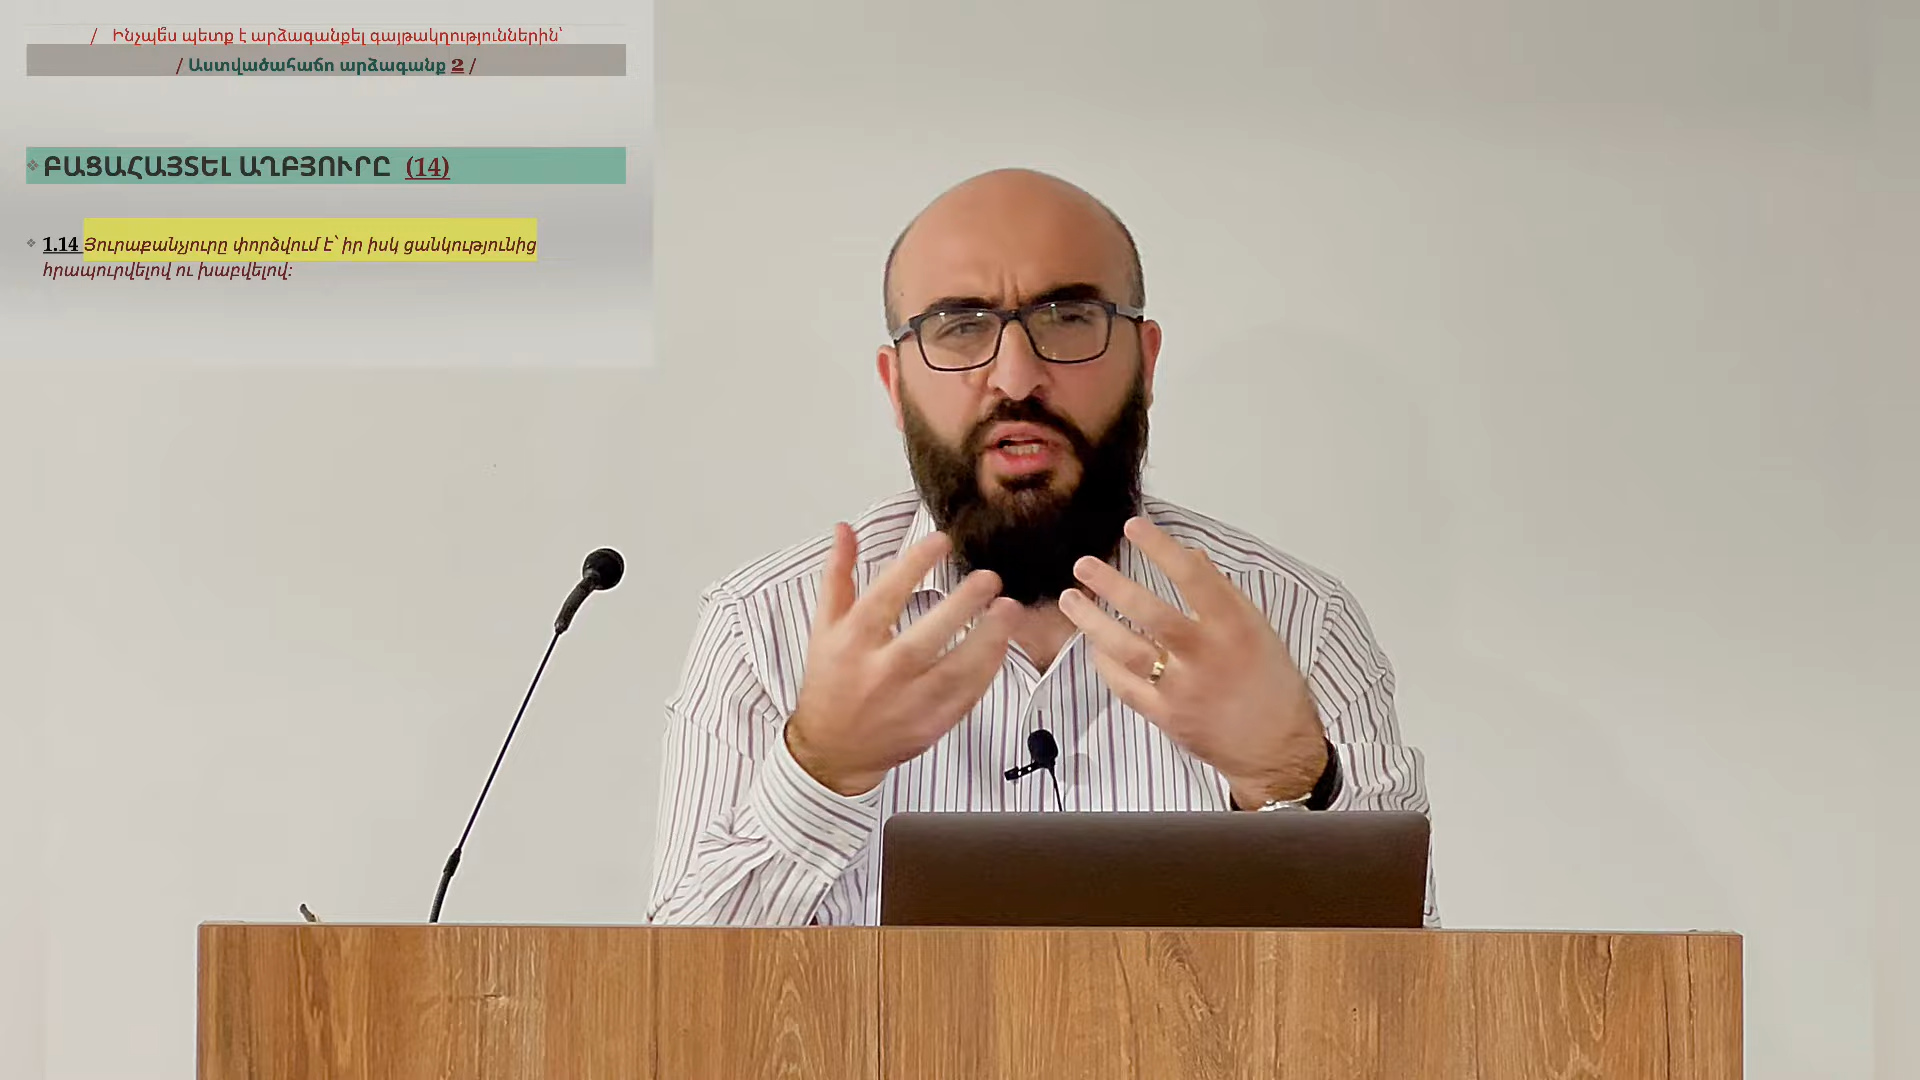 / Ինչպե՞ս պետք է արձագանքել գայթակղություններին՝
/ Աստվածահաճո արձագանք 2 /
❖ ԲԱՑԱՀԱՅՏԵԼ ԱՂԲՅՈՒՐԸ (14)
❖ 1.14 Յուրաքանչյուրը փորձվում է՝ իր իսկ ցանկությունից
հրապուրվելով ու խաբվելով: